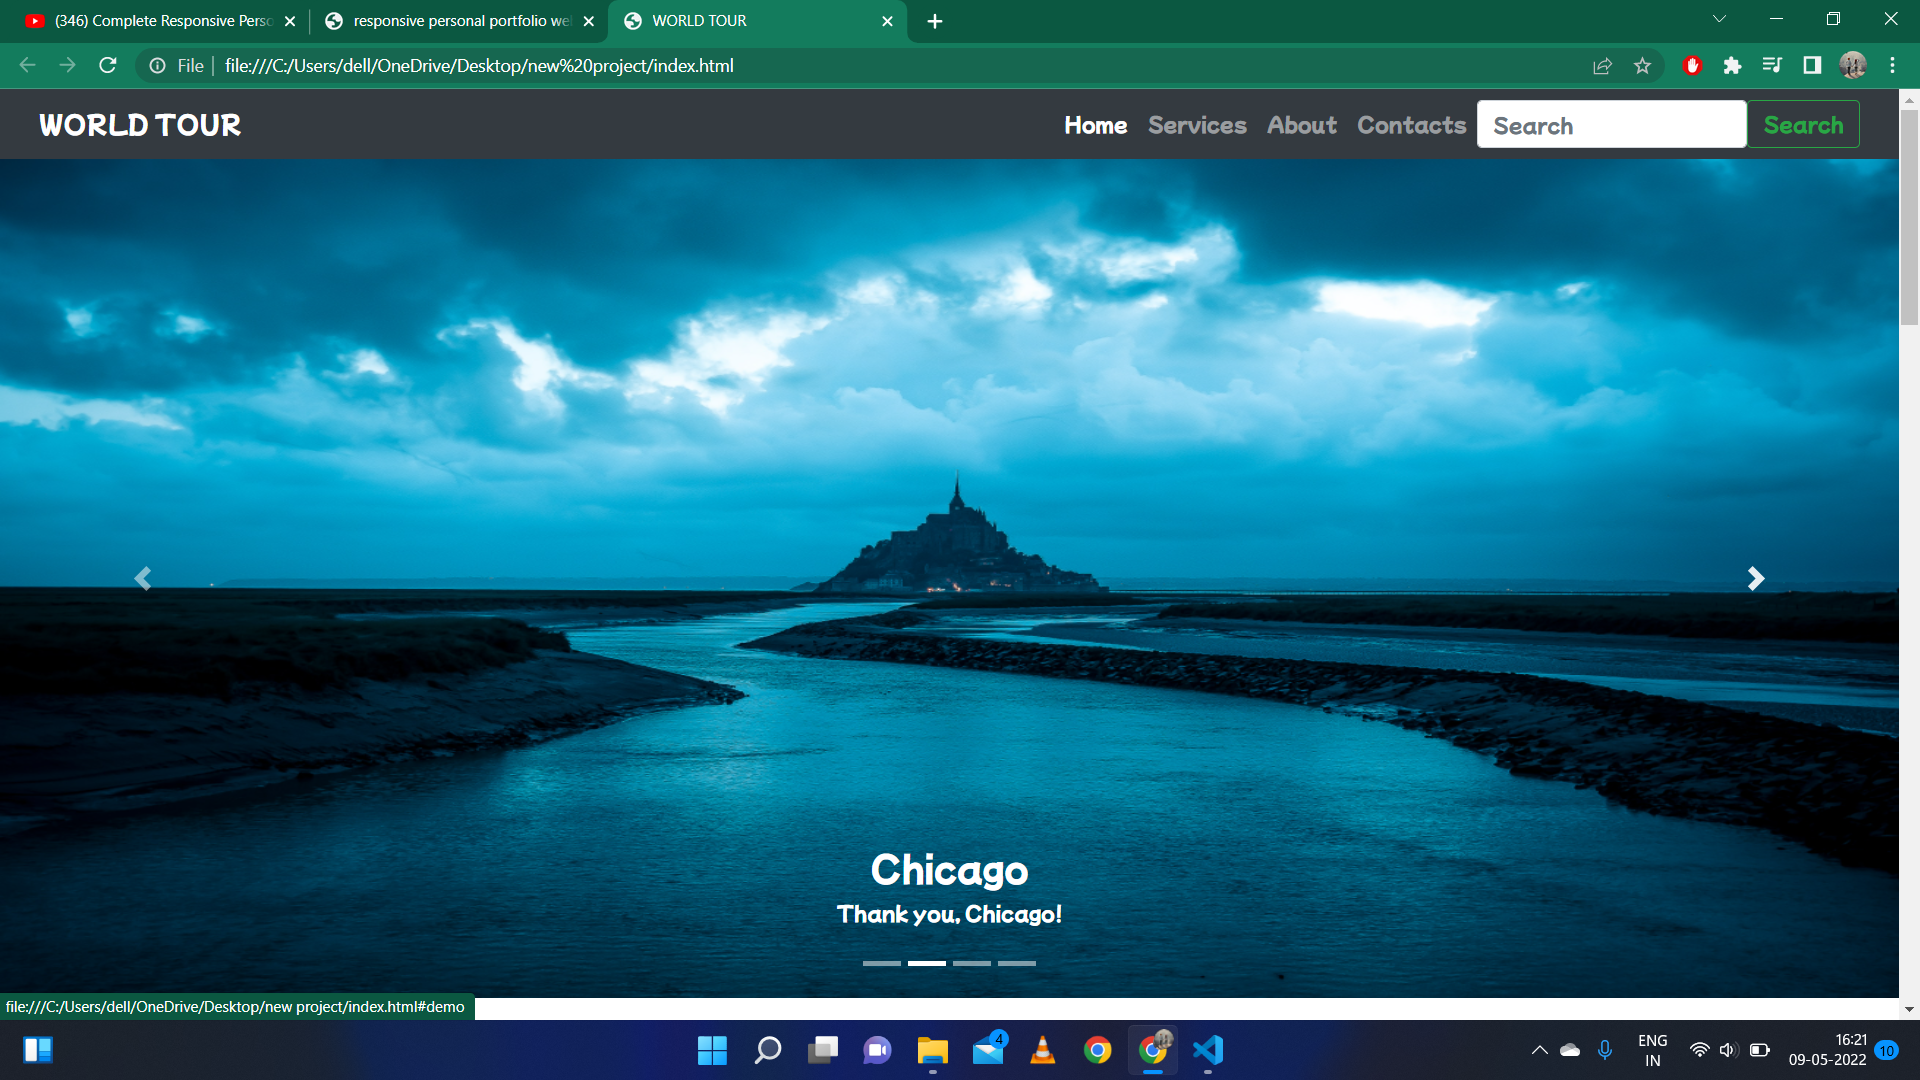 (346) Complete Responsive Perso
responsive personal portfolio we
WORLD TOUR
File
file:///C:/Users/dell/OneDrive/Desktop/new%20project/index.html
WORLD TOUR
Home
Services
About
Contacts
Search
Search
Chicago
Thank you, Chicago!
file:///C:/Users/dell/OneDrive/Desktop/new project/index.html#demo
4
ENG
IN
16:21
09-05-2022
10